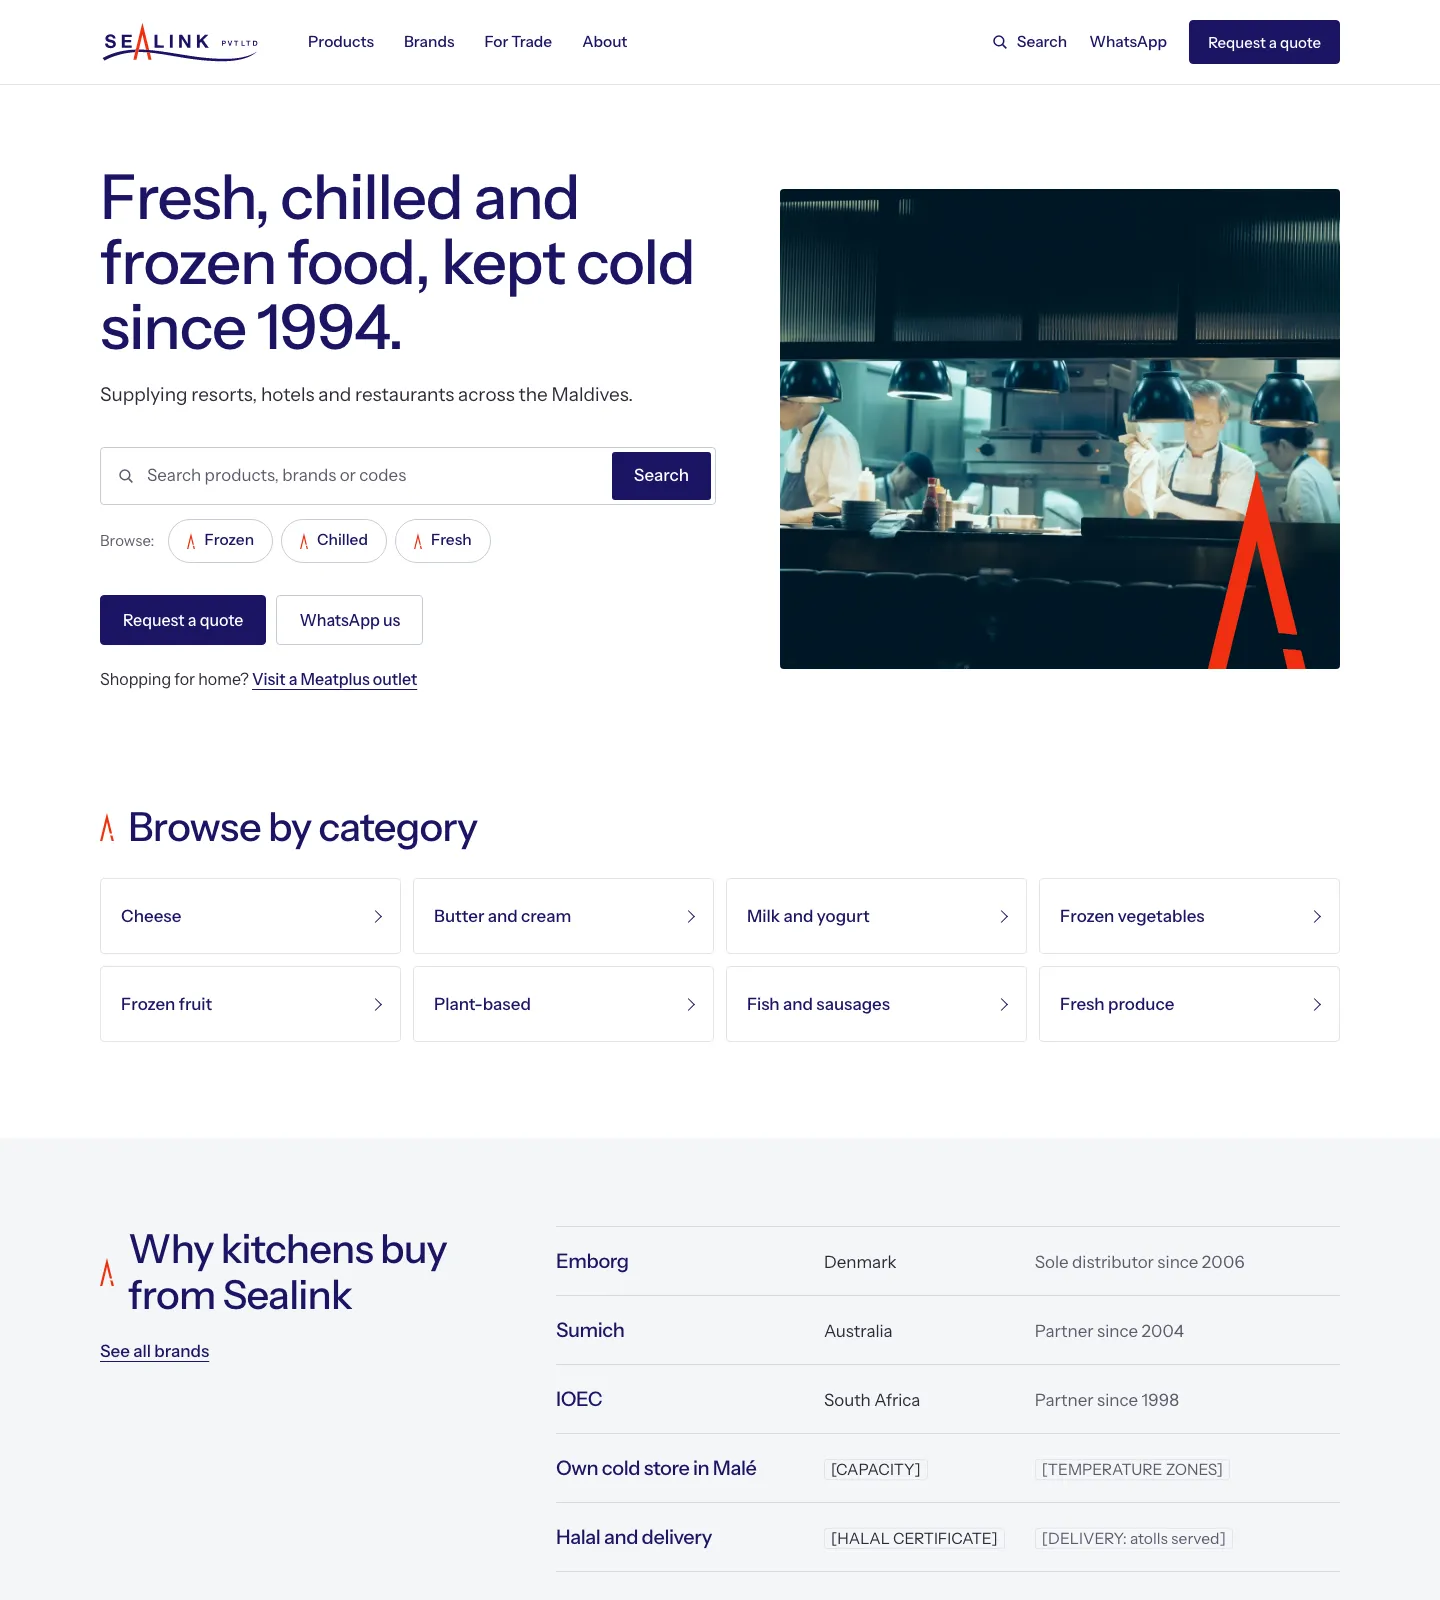 SEALINK PVT LTD
Products
Brands
For Trade
About
Search
WhatsApp
Request a quote
Fresh, chilled and
frozen food, kept cold
since 1994.
Supplying resorts, hotels and restaurants across the Maldives.
Search products, brands or codes
Search
Browse:
Frozen
Chilled
Fresh
Request a quote
WhatsApp us
Shopping for home? Visit a Meatplus outlet
Browse by category
Cheese
Butter and cream
Milk and yogurt
Frozen vegetables
Frozen fruit
Plant-based
Fish and sausages
Fresh produce
Why kitchens buy
from Sealink
See all brands
Emborg
Denmark
Sole distributor since 2006
Sumich
Australia
Partner since 2004
IOEC
South Africa
Partner since 1998
Own cold store in Malé
[CAPACITY]
[TEMPERATURE ZONES]
Halal and delivery
[HALAL CERTIFICATE]
[DELIVERY: atolls served]